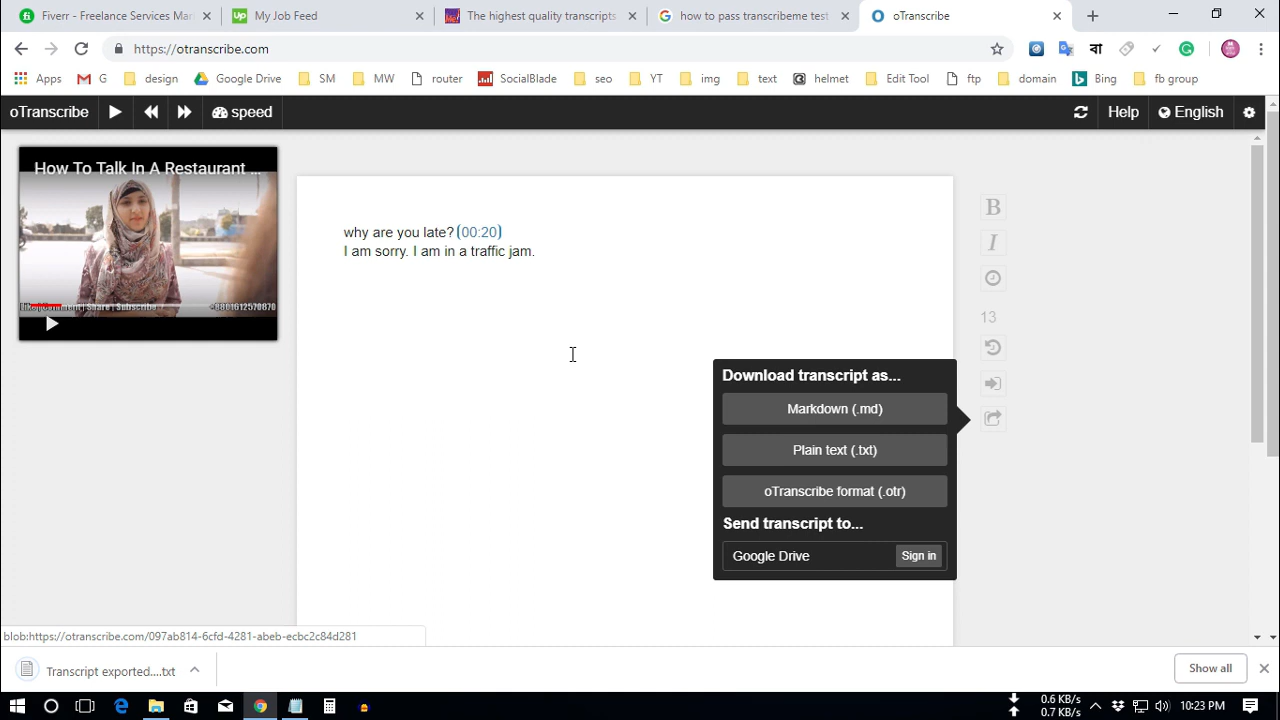 Fiverr - Freelance Services Mar
My Job Feed
The highest quality transcripts
how to pass transcribeme test
oTranscribe
https://otranscribe.com
Apps
G
design
Google Drive
SM
MW
router
SocialBlade
seo
YT
img
text
helmet
Edit Tool
ftp
domain
Bing
fb group
oTranscribe
speed
Help
English
How To Talk In A Restaurant ...
Like | Comment | Share | Subscribe
+8801612570870
why are you late? (00:20)
I am sorry. I am in a traffic jam.
B
I
13
Download transcript as...
Markdown (.md)
Plain text (.txt)
oTranscribe format (.otr)
Send transcript to...
Google Drive
Sign in
blob:https://otranscribe.com/097ab814-6cfd-4281-abeb-ecbc2c84d281
Transcript exported....txt
Show all
0.6 KB/s
0.7 KB/s
10:23 PM